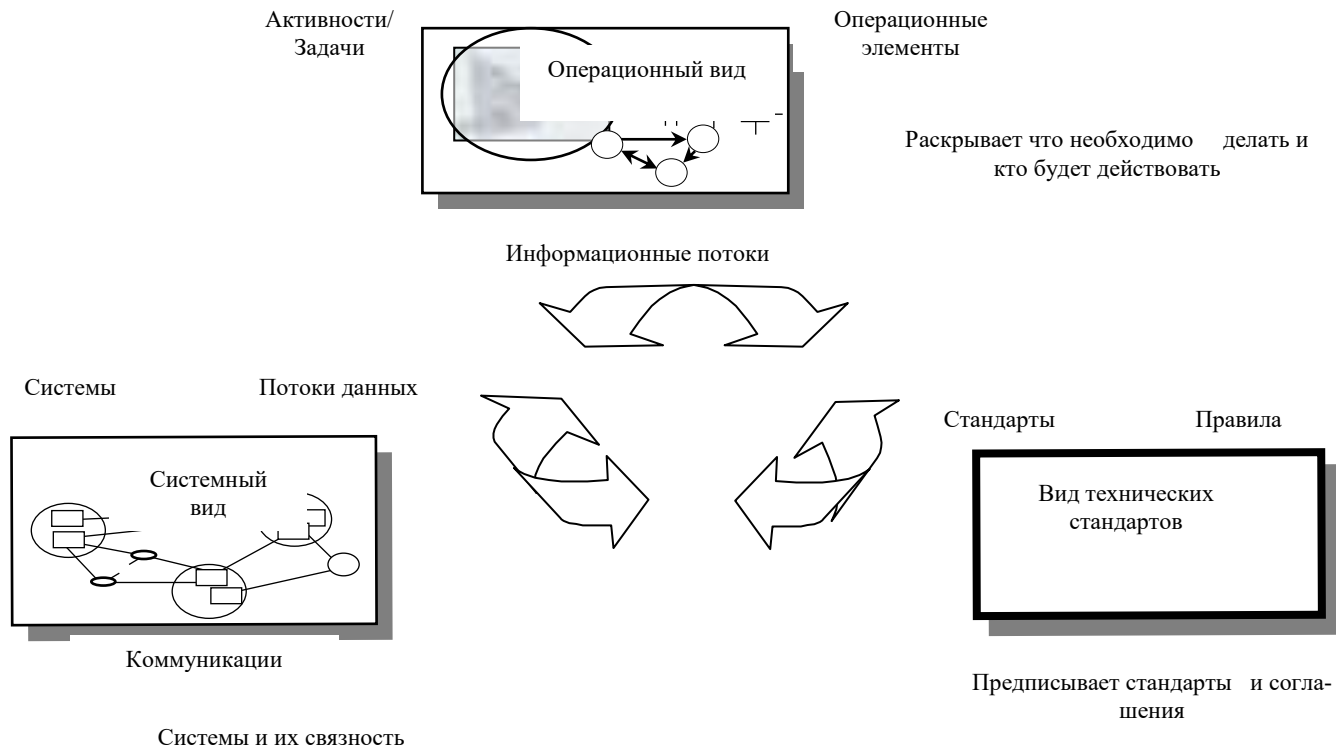 Активности/
Задачи
Операционные
элементы
Операционный вид
Раскрывает что необходимо делать и
кто будет действовать
Информационные потоки
Системы
Потоки данных
Стандарты
Правила
Системный
вид
Вид технических
стандартов
Коммуникации
Предписывает стандарты и согла-
шения
Системы и их связность